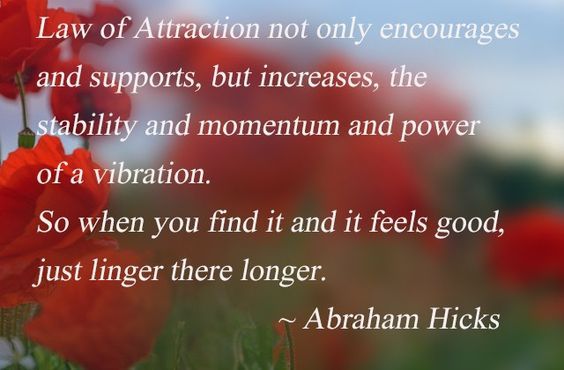 Law of Attraction not only encourages
and supports, but increases, the
stability and momentum and power
of a vibration.
So when you find it and it feels good,
just linger there longer.
~ Abraham Hicks